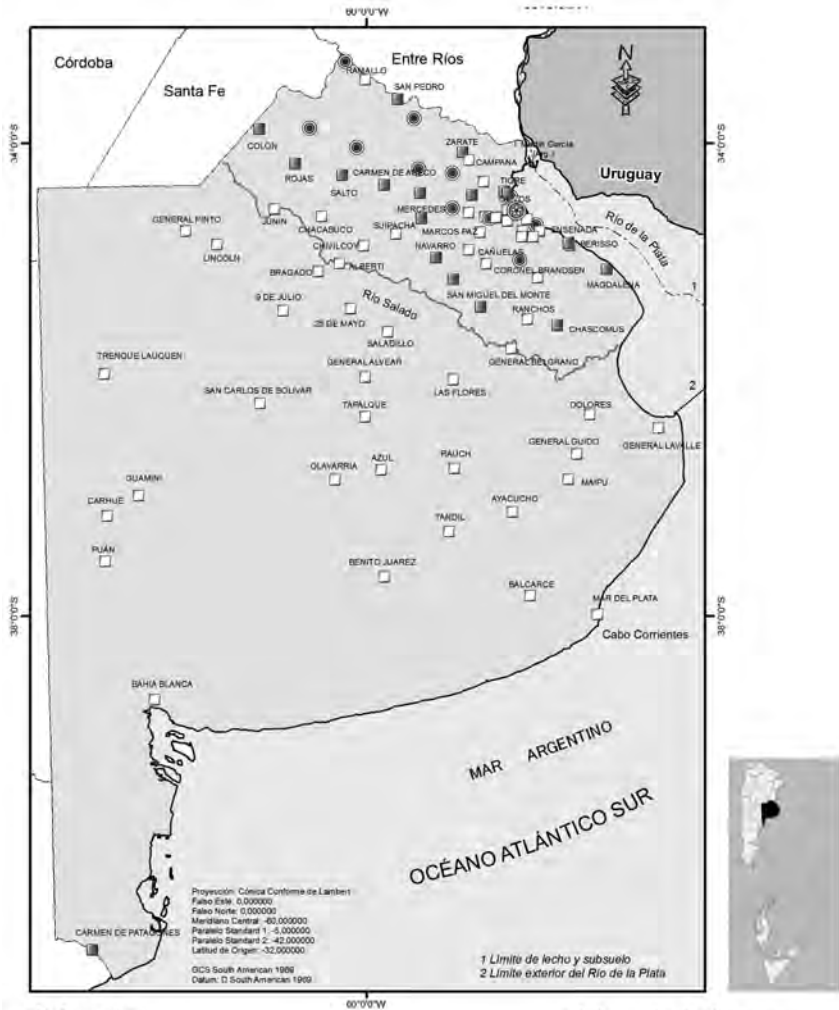 60°0'0"W
Córdoba
Entre Ríos
Santa Fe
N
Uruguay
RAMALLO
SAN PEDRO
34°0'0"S
34°0'0"S
COLÓN
ZARATE
CAMPANA
ROJAS
SALTO
CARMEN DE ARECO
TIGRE
MERCEDES
Río de la Plata
JUNIN
CHACABUCO
SUIPACHA
MARCOS PAZ
ENSENADA
BERISSO
GENERAL PINTO
LINCOLN
CHIVILCOY
NAVARRO
CAÑUELAS
BRAGADO
ALBERTI
CORONEL BRANDSEN
MAGDALENA
1
9 DE JULIO
Río Salado
SAN MIGUEL DEL MONTE
25 DE MAYO
RANCHOS
SALADILLO
CHASCOMUS
TRENQUE LAUQUEN
GENERAL ALVEAR
GENERAL BELGRANO
SAN CARLOS DE BOLIVAR
LAS FLORES
2
TAPALQUE
DOLORES
GENERAL GUIDO
GENERAL LAVALLE
GUAMINI
OLAVARRIA
AZUL
RAUCH
MAIPU
CARHUE
AYACUCHO
TANDIL
PUÁN
BENITO JUAREZ
BALCARCE
MAR DEL PLATA
38°0'0"S
38°0'0"S
Cabo Corrientes
BAHIA BLANCA
MAR ARGENTINO
OCÉANO ATLÁNTICO SUR
CARMEN DE PATAGONES
Proyección: Cónica Conforme de Lambert
Falso Este: 0,000000
Falso Norte: 0,000000
Meridiano Central: -60,000000
Paralelo Standard 1: -5,000000
Paralelo Standard 2: -42,000000
Latitud de Origen: -32,000000
GCS South American 1969
Datum: D South American 1969
1 Límite de lecho y subsuelo
2 Límite exterior del Río de la Plata
60°0'0"W